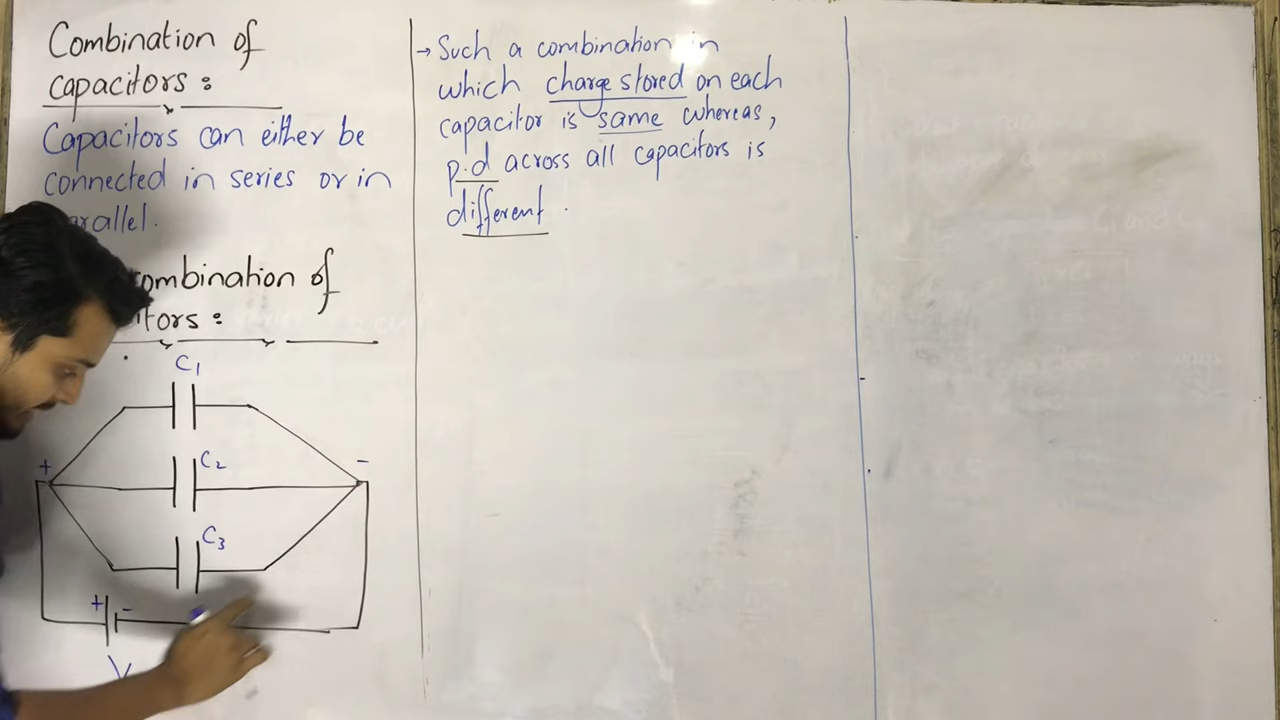 Combination of
capacitors :
Capacitors can either be
connected in series or in
rallel.
ombination of
itors :
C1
C2
C3
+
-
+ -
V
→ Such a combination in
which charge stored on each
capacitor is same whereas,
p.d across all capacitors is
different.